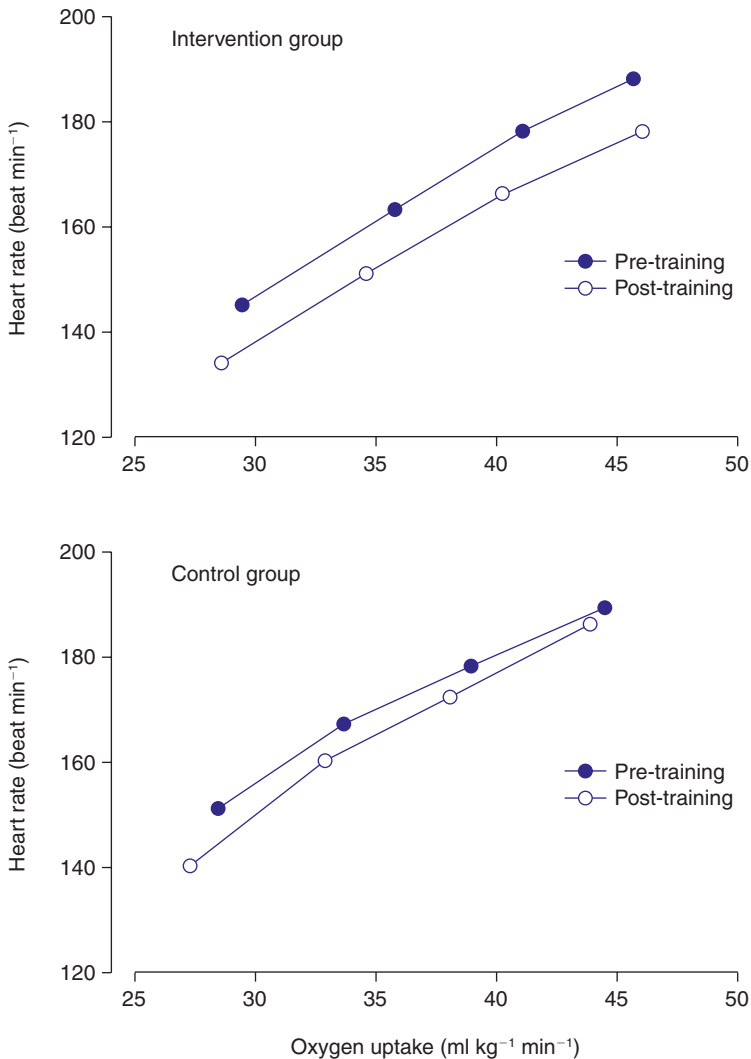 Intervention group
Heart rate (beat min⁻¹)
200
180
160
140
120
Pre-training
Post-training
25 30 35 40 45 50
Control group
Heart rate (beat min⁻¹)
200
180
160
140
120
Pre-training
Post-training
25 30 35 40 45 50
Oxygen uptake (ml kg⁻¹ min⁻¹)